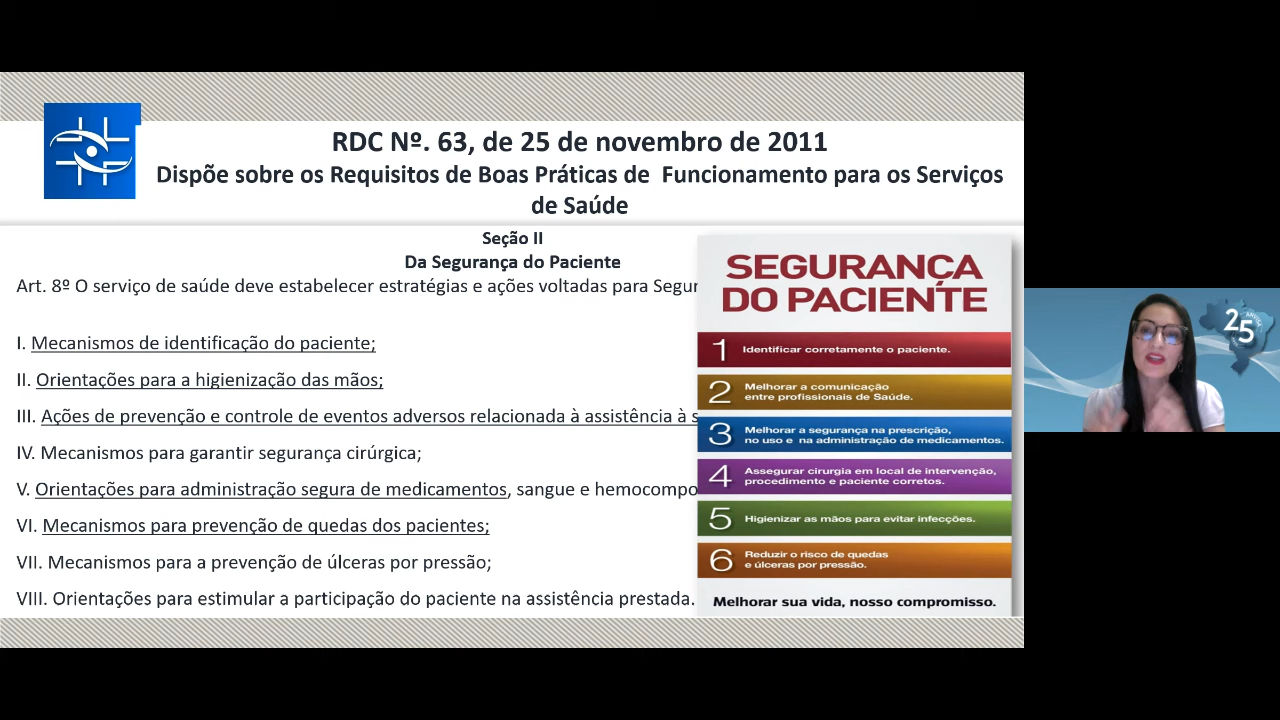 RDC Nº. 63, de 25 de novembro de 2011
Dispõe sobre os Requisitos de Boas Práticas de Funcionamento para os Serviços
de Saúde
Seção II
Da Segurança do Paciente
Art. 8º O serviço de saúde deve estabelecer estratégias e ações voltadas para
I. Mecanismos de identificação do paciente;
II. Orientações para a higienização das mãos;
III. Ações de prevenção e controle de eventos adversos relacionada à assistência à
IV. Mecanismos para garantir segurança cirúrgica;
V. Orientações para administração segura de medicamentos, sangue e
VI. Mecanismos para prevenção de quedas dos pacientes;
VII. Mecanismos para a prevenção de úlceras por pressão;
VIII. Orientações para estimular a participação do paciente na assistência prestada.
SEGURANÇA
DO PACIENTE
1 Identificar corretamente o paciente.
2 Melhorar a comunicação
entre profissionais de Saúde.
3 Melhorar a segurança na prescrição,
no uso e na administração de medicamentos.
4 Assegurar cirurgia em local de intervenção,
procedimento e paciente corretos.
5 Higienizar as mãos para evitar infecções.
6 Reduzir o risco de quedas
e úlceras por pressão.
Melhorar sua vida, nosso compromisso.
25